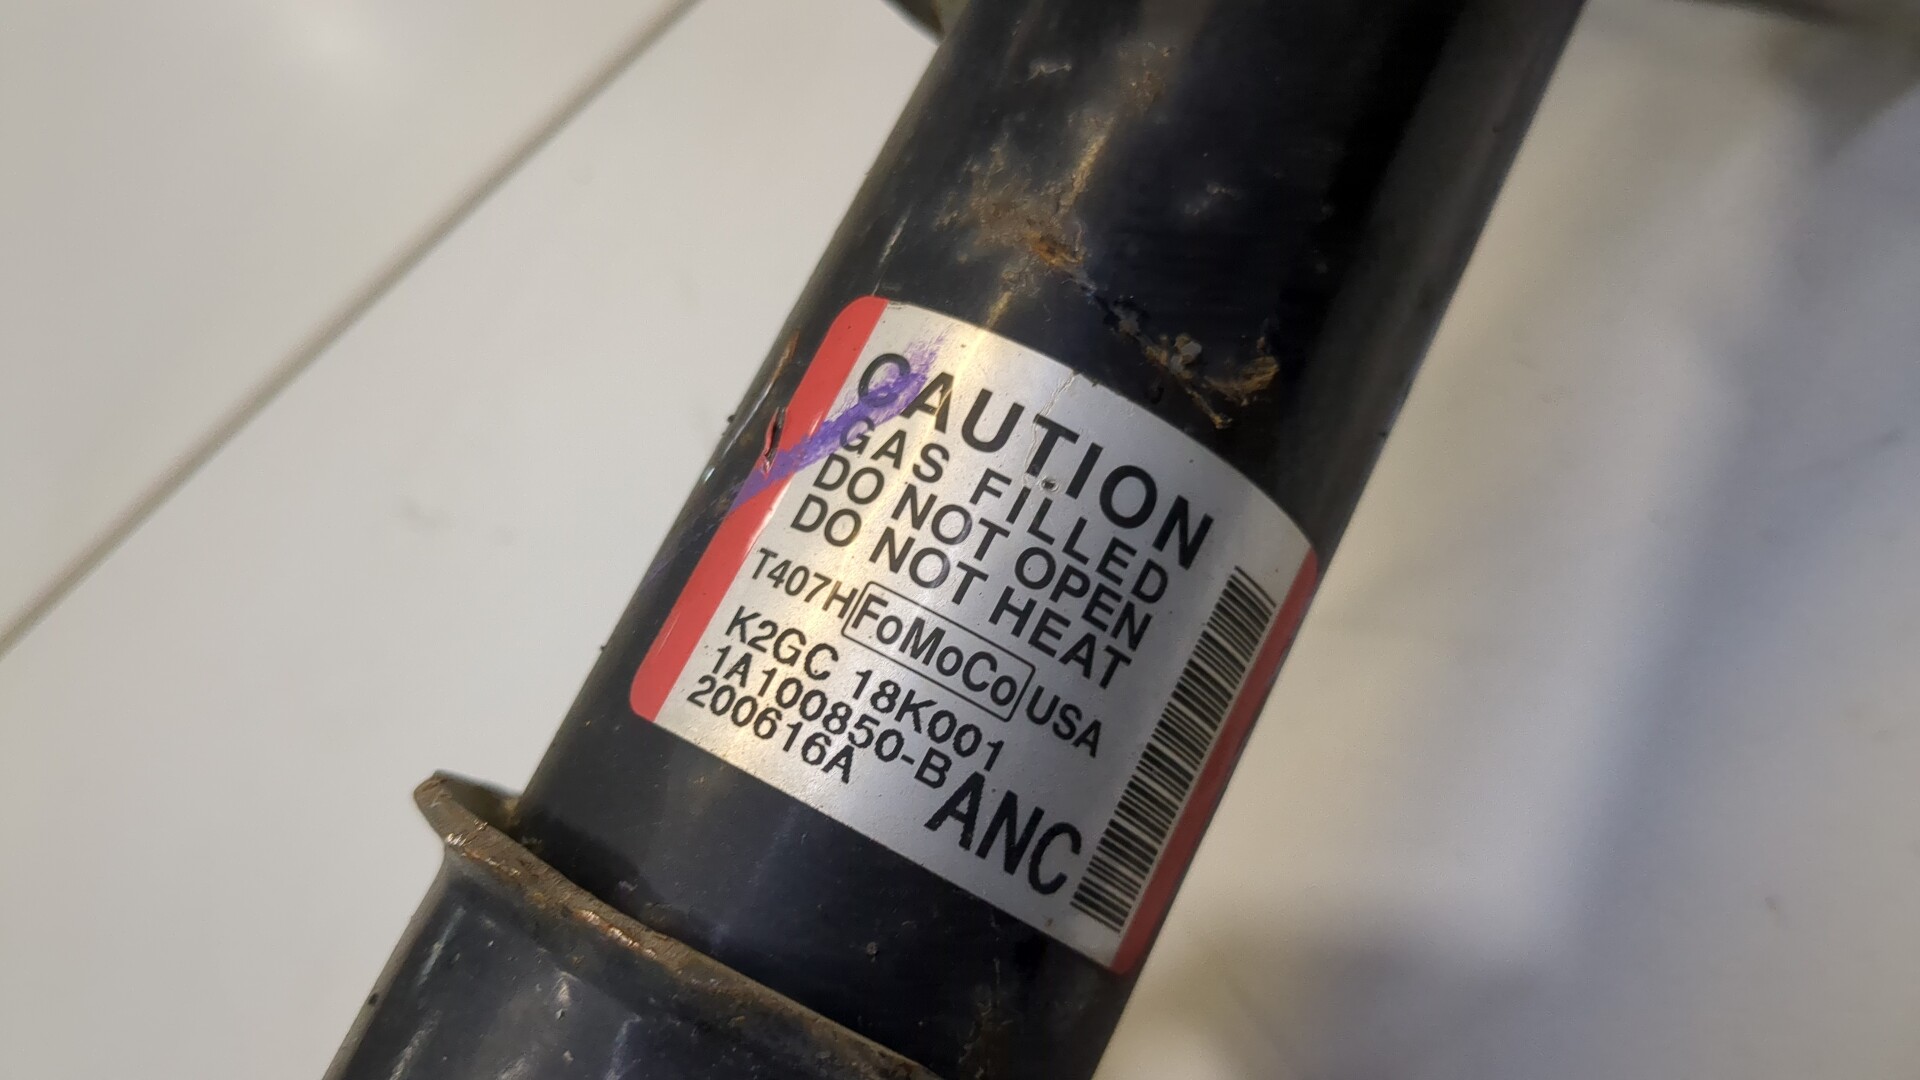 CAUTION
GAS FILLED
DO NOT OPEN
DO NOT HEAT
T407H FoMoCo USA
K2GC 18K001
1A100850-B
200616A ANC